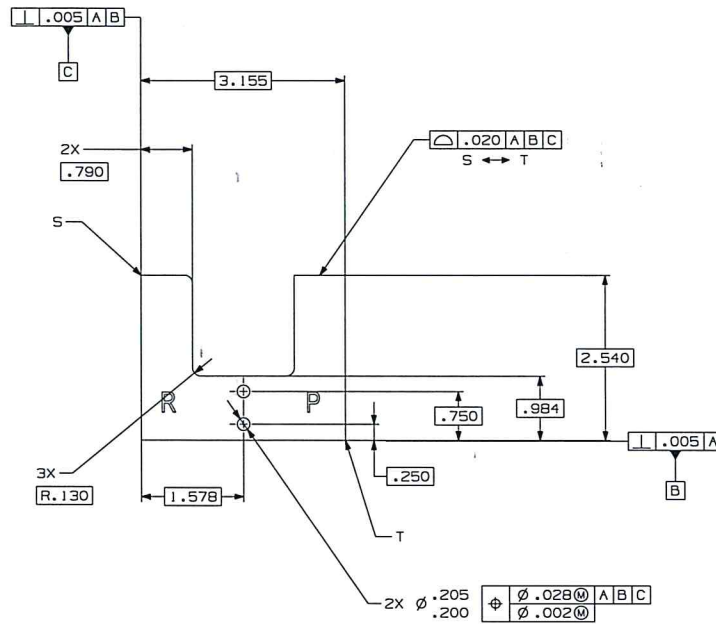 ⟂ .005 A B
C
3.155
2X
.790
⌓ .020 A B C
S ↔ T
S
2.540
R
P
.750
.984
⟂ .005 A
B
3X
R.130
1.578
.250
T
2X ⌀ .205
.200
⌖ ⌀ .028Ⓜ A B C
⌀ .002Ⓜ